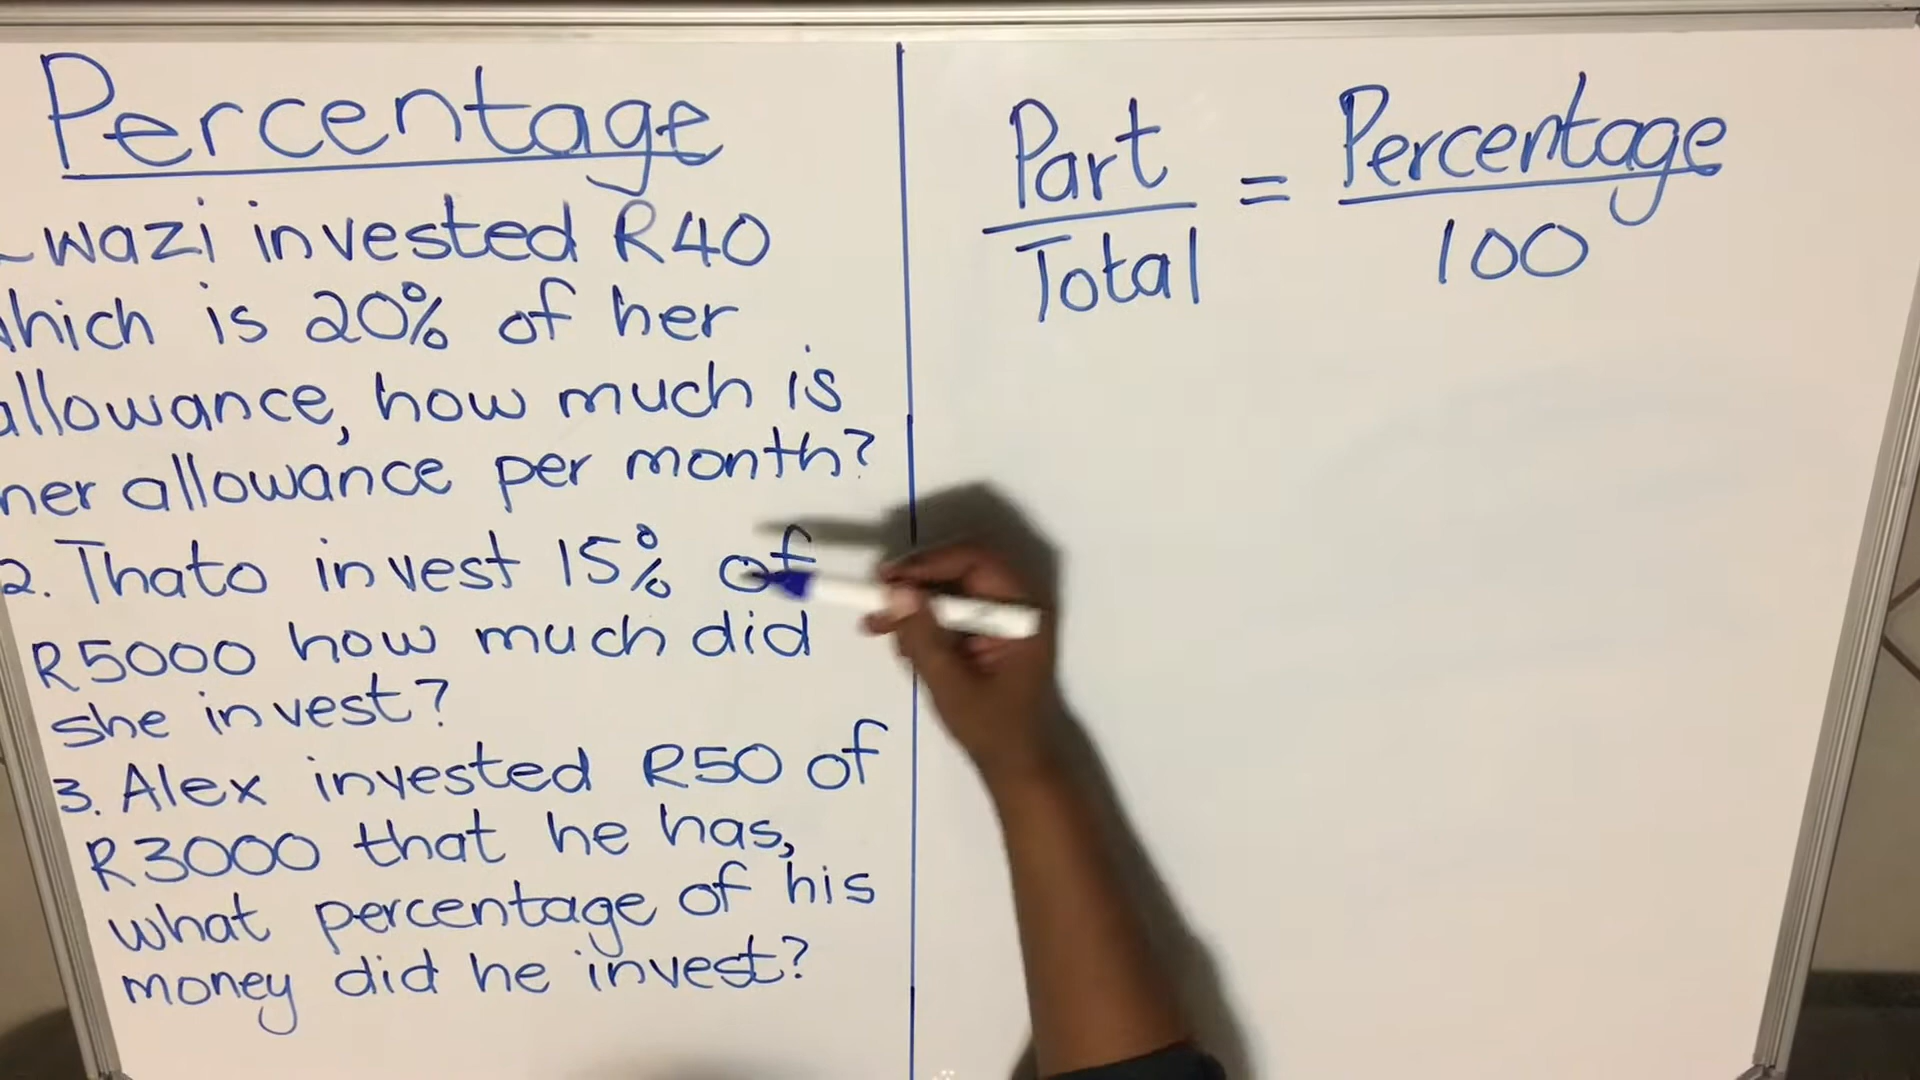 Percentage
wazi invested R40
hich is 20% of her
allowance, how much is
her allowance per month?
2. Thato invest 15% of
R5000 how much did
she invest?
3. Alex invested R50 of
R3000 that he has,
what percentage of his
money did he invest?
Part = Percentage
Total 100